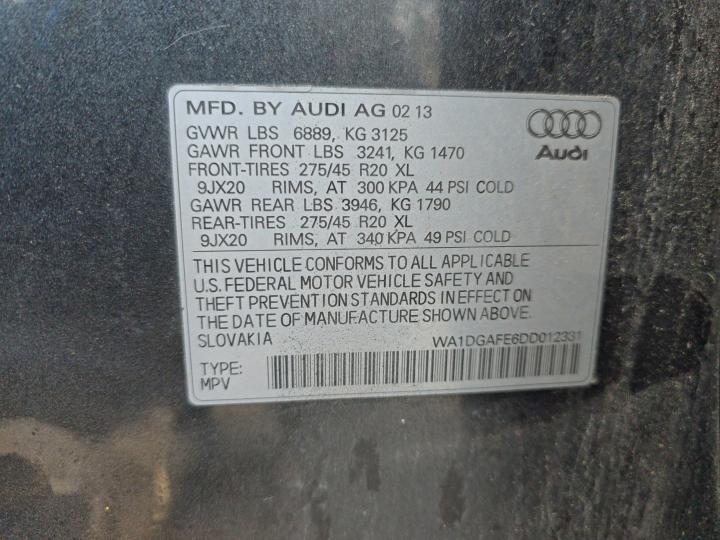 MFD. BY AUDI AG 02 13
GVWR LBS 6889, KG 3125
GAWR FRONT LBS 3241, KG 1470
FRONT-TIRES 275/45 R20 XL
9JX20 RIMS, AT 300 KPA 44 PSI COLD
GAWR REAR LBS 3946, KG 1790
REAR-TIRES 275/45 R20 XL
9JX20 RIMS, AT 340 KPA 49 PSI COLD
Audi
THIS VEHICLE CONFORMS TO ALL APPLICABLE
U.S. FEDERAL MOTOR VEHICLE SAFETY AND
THEFT PREVENTION STANDARDS IN EFFECT ON
THE DATE OF MANUFACTURE SHOWN ABOVE.
SLOVAKIA WA1DGAFE6DD012331
TYPE:
MPV